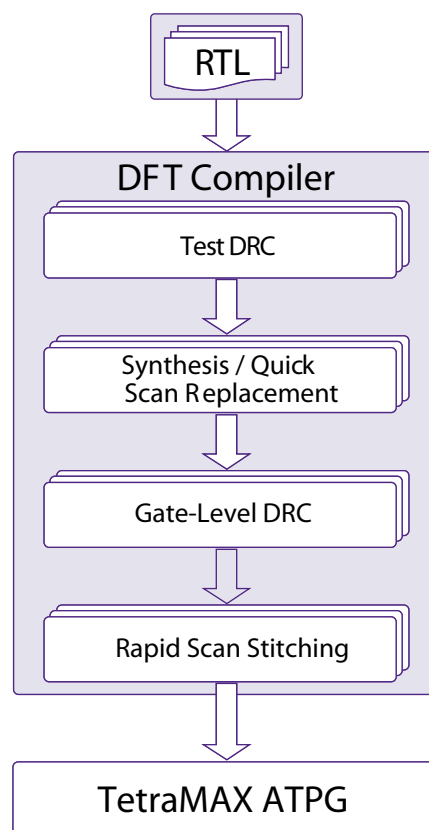 RTL
DFT Compiler
Test DRC
Synthesis / Quick
Scan Replacement
Gate-Level DRC
Rapid Scan Stitching
TetraMAX ATPG